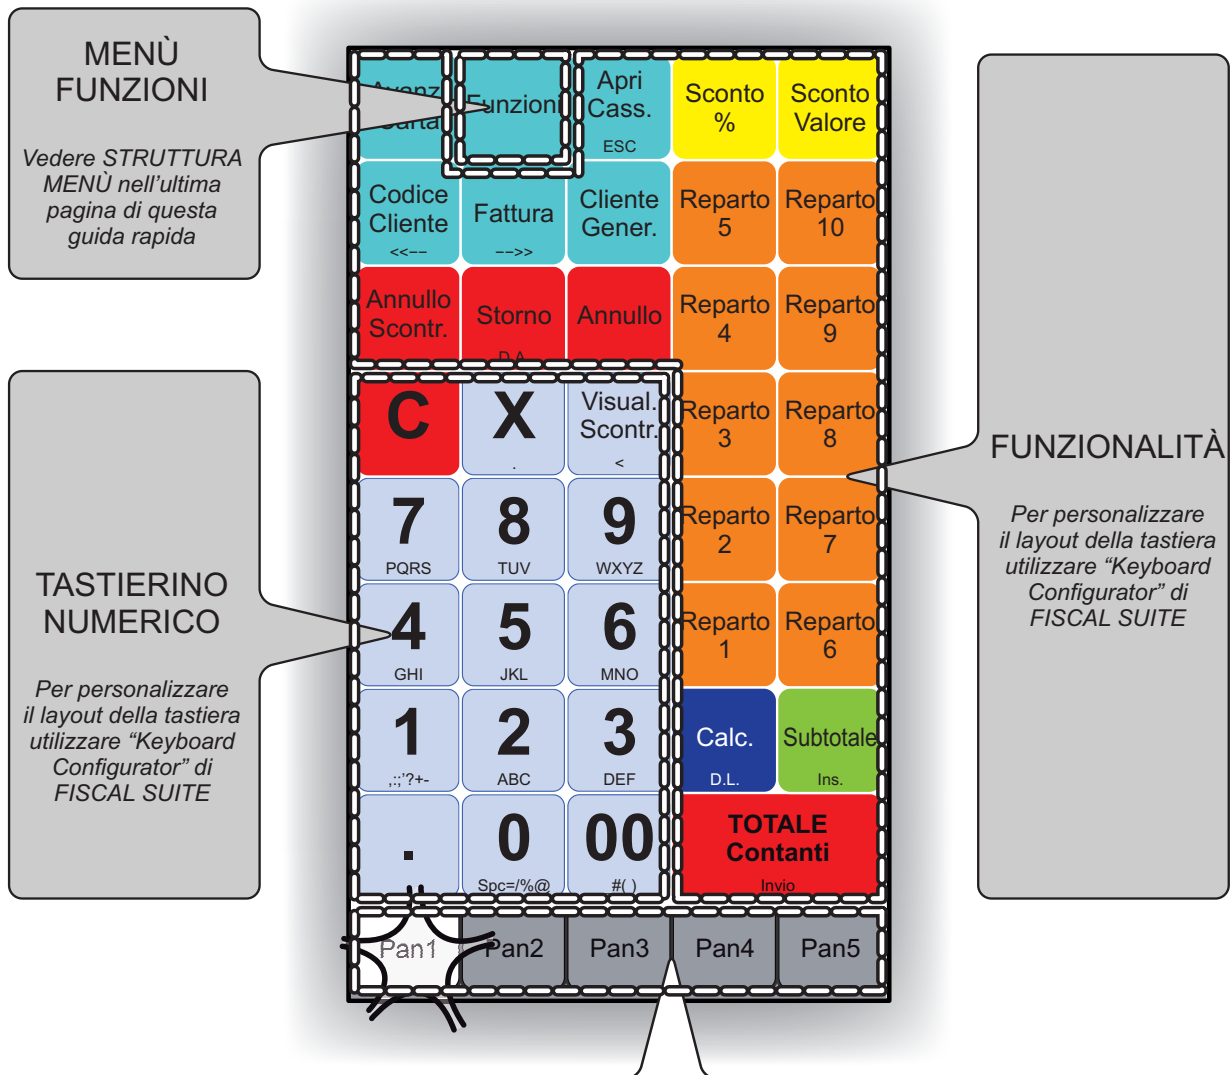 MENÙ
FUNZIONI
Vedere STRUTTURA
MENÙ nell'ultima
pagina di questa
guida rapida
Funzioni
Apri
Cass.
ESC
Sconto
%
Sconto
Valore
Codice
Cliente
<<--
Fattura
-->>
Cliente
Gener.
Reparto
5
Reparto
10
Annullo
Scontr.
Storno
D.A.
Annullo
Reparto
4
Reparto
9
C
X
.
Visual.
Scontr.
<
Reparto
3
Reparto
8
7
PQRS
8
TUV
9
WXYZ
Reparto
2
Reparto
7
4
GHI
5
JKL
6
MNO
Reparto
1
Reparto
6
1
,:;'?+-
2
ABC
3
DEF
Calc.
D.L.
Subtotale
Ins.
.
0
Spc=/%@
00
#( )
TOTALE
Contanti
Invio
Pan1
Pan2
Pan3
Pan4
Pan5
TASTIERINO
NUMERICO
Per personalizzare
il layout della tastiera
utilizzare “Keyboard
Configurator” di
FISCAL SUITE
FUNZIONALITÀ
Per personalizzare
il layout della tastiera
utilizzare “Keyboard
Configurator” di
FISCAL SUITE